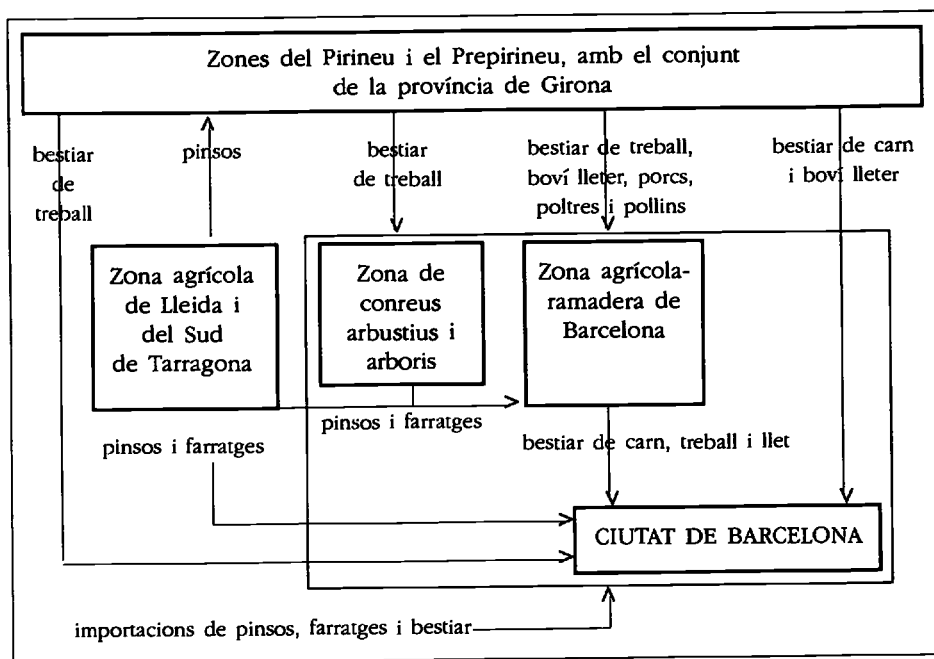 Zones del Pirineu i el Prepirineu, amb el conjunt
de la província de Girona
bestiar
de
treball
pinsos
bestiar
de treball
bestiar de treball,
boví lleter, porcs,
poltres i pollins
bestiar de carn
i boví lleter
Zona agrícola
de Lleida i
del Sud
de Tarragona
Zona de
conreus
arbustius i
arboris
Zona agrícola-
ramadera de
Barcelona
pinsos i farratges
pinsos i farratges
bestiar de carn, treball i llet
CIUTAT DE BARCELONA
importacions de pinsos, farratges i bestiar